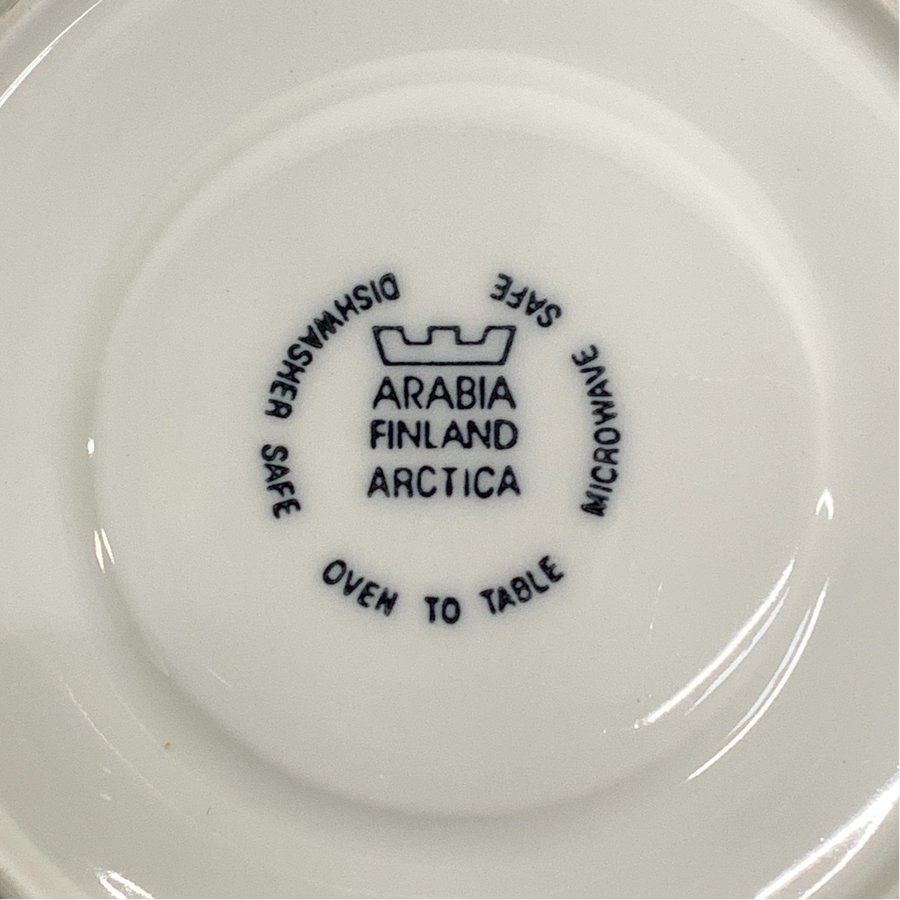 ARABIA
FINLAND
ARCTICA
DISHWASHER SAFE
OVEN TO TABLE
MICROWAVE SAFE